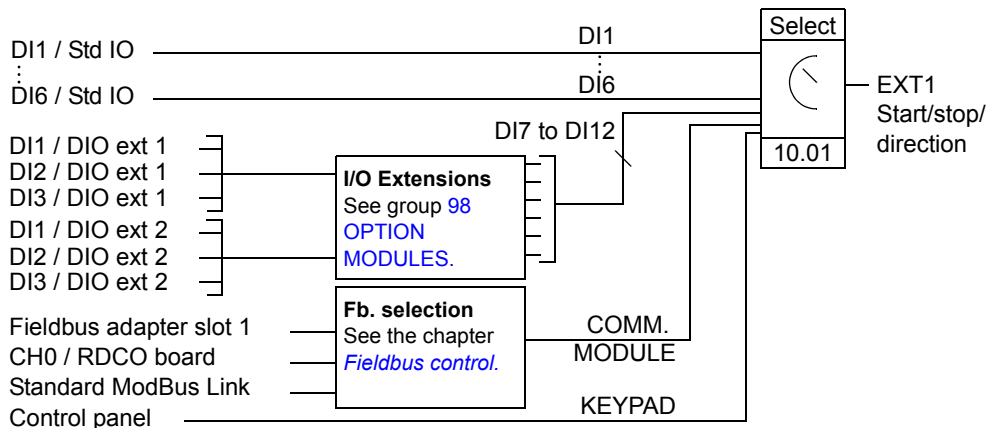 Select
DI1 / Std IO
DI1
DI6 / Std IO
DI6
EXT1
Start/stop/
direction
10.01
DI7 to DI12
DI1 / DIO ext 1
DI2 / DIO ext 1
DI3 / DIO ext 1
DI1 / DIO ext 2
DI2 / DIO ext 2
DI3 / DIO ext 2
I/O Extensions
See group 98
OPTION
MODULES.
Fb. selection
See the chapter
Fieldbus control.
Fieldbus adapter slot 1
CH0 / RDCO board
Standard ModBus Link
Control panel
COMM.
MODULE
KEYPAD